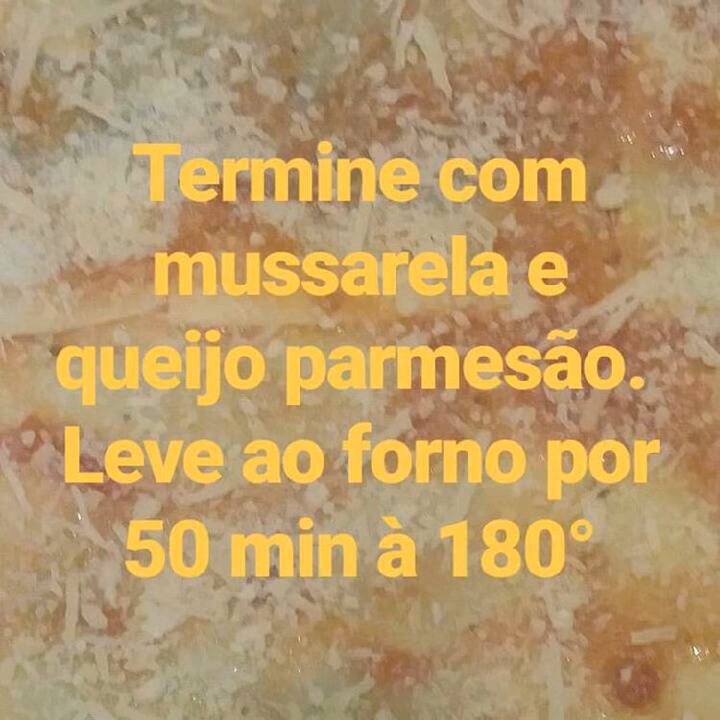 Termine com
mussarela e
queijo parmesão.
Leve ao forno por
50 min à 180°